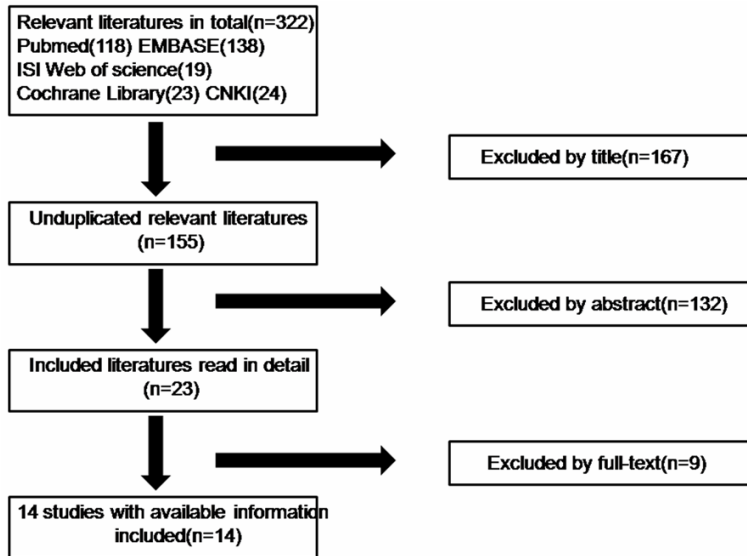 Relevant literatures in total(n=322)
Pubmed(118) EMBASE(138)
ISI Web of science(19)
Cochrane Library(23) CNKI(24)
Excluded by title(n=167)
Unduplicated relevant literatures
(n=155)
Excluded by abstract(n=132)
Included literatures read in detail
(n=23)
Excluded by full-text(n=9)
14 studies with available information
included(n=14)